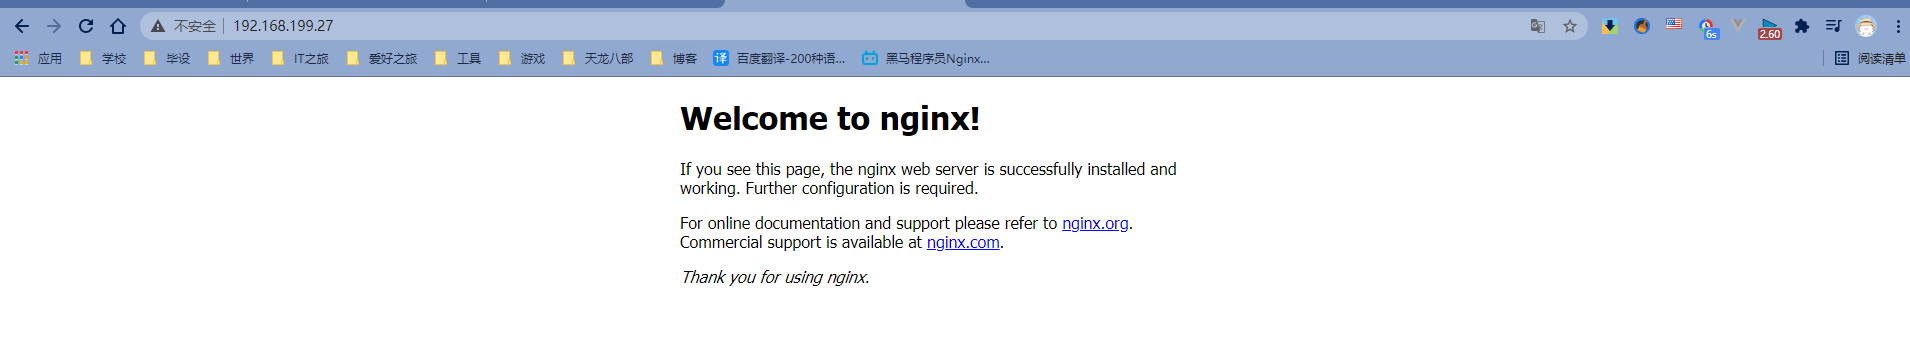 不安全 192.168.199.27
6s 2.60
应用 学校 毕设 世界 IT之旅 爱好之旅 工具 游戏 天龙八部 博客 译 百度翻译-200种语... 黑马程序员Nginx... 阅读清单
Welcome to nginx!
If you see this page, the nginx web server is successfully installed and
working. Further configuration is required.
For online documentation and support please refer to nginx.org.
Commercial support is available at nginx.com.
Thank you for using nginx.